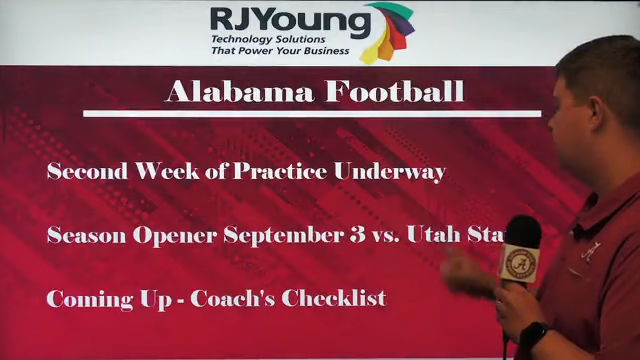 RJYoung
Technology Solutions
That Power Your Business
Alabama Football
Second Week of Practice Underway
Season Opener September 3 vs. Utah
Coming Up - Coach's Checklist